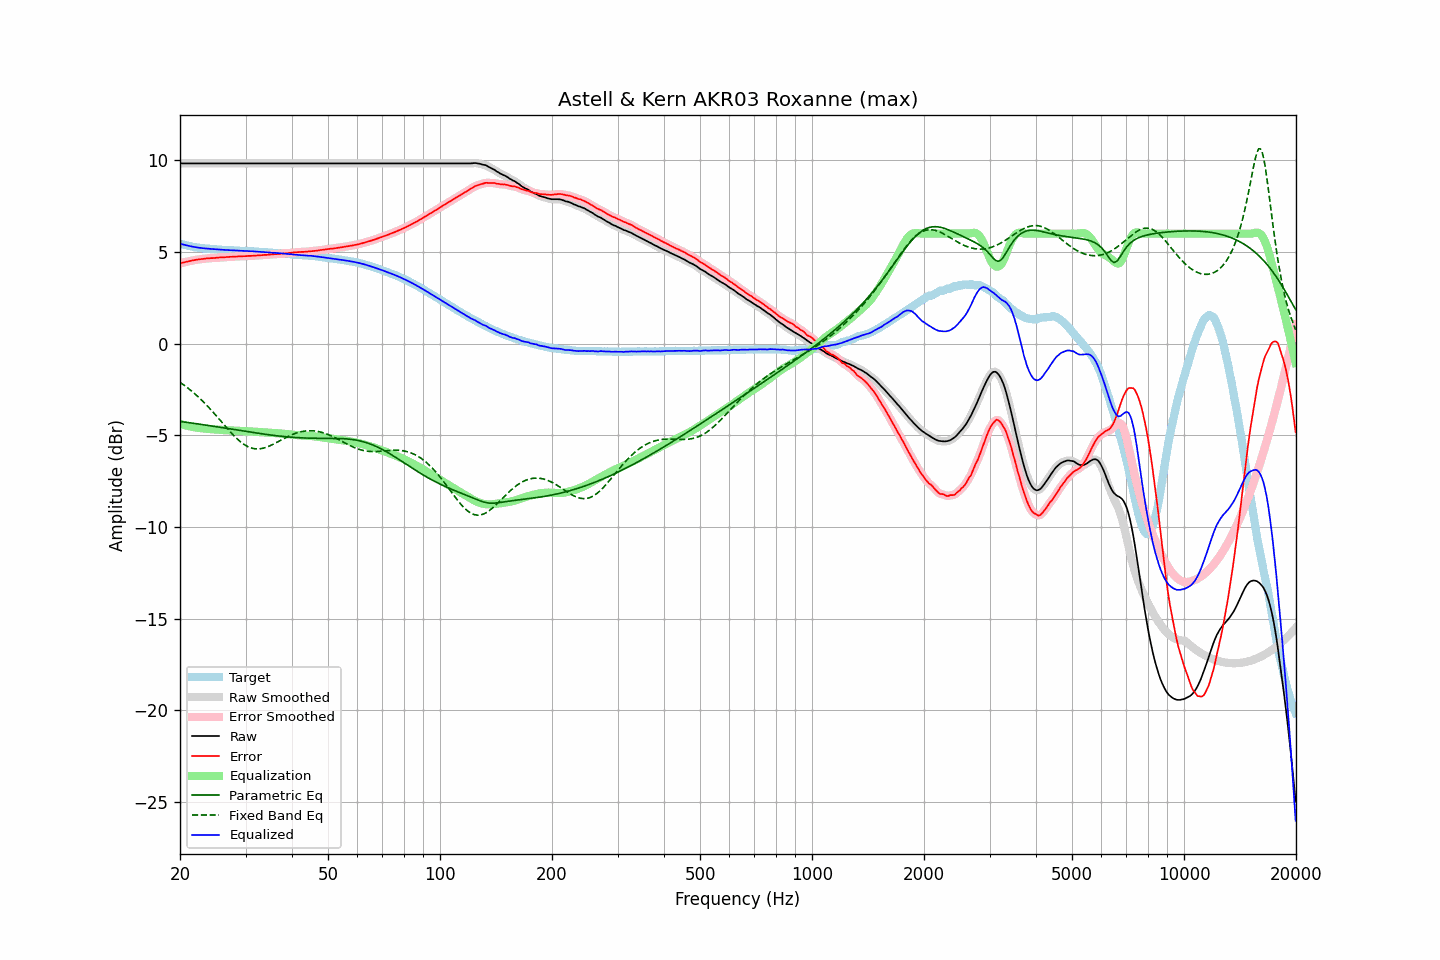 Astell & Kern AKR03 Roxanne (max)
Amplitude (dBr)
10
5
0
−5
−10
−15
−20
−25
Target
Raw Smoothed
Error Smoothed
Raw
Error
Equalization
Parametric Eq
Fixed Band Eq
Equalized
20 50 100 200 500 1000 2000 5000 10000 20000
Frequency (Hz)